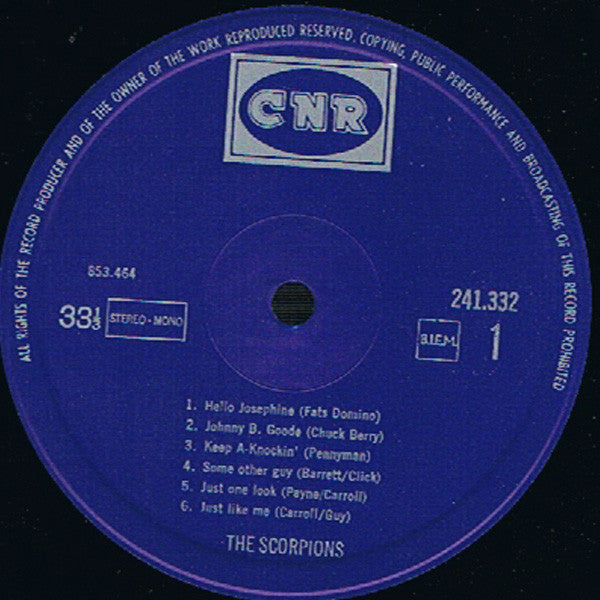 ALL RIGHTS OF THE RECORD PRODUCER AND OF THE OWNER OF THE WORK REPRODUCED RESERVED. COPYING, PUBLIC PERFORMANCE AND BROADCASTING OF THIS RECORD PROHIBITED
CNR
853.464
241.332
33⅓
STEREO - MONO
B.I.E.M.
1
1. Hello Josephine (Fats Domino)
2. Johnny B. Goode (Chuck Berry)
3. Keep A-Knockin' (Pennyman)
4. Some other guy (Barrett/Click)
5. Just one look (Payne/Carroll)
6. Just like me (Carroll/Guy)
THE SCORPIONS